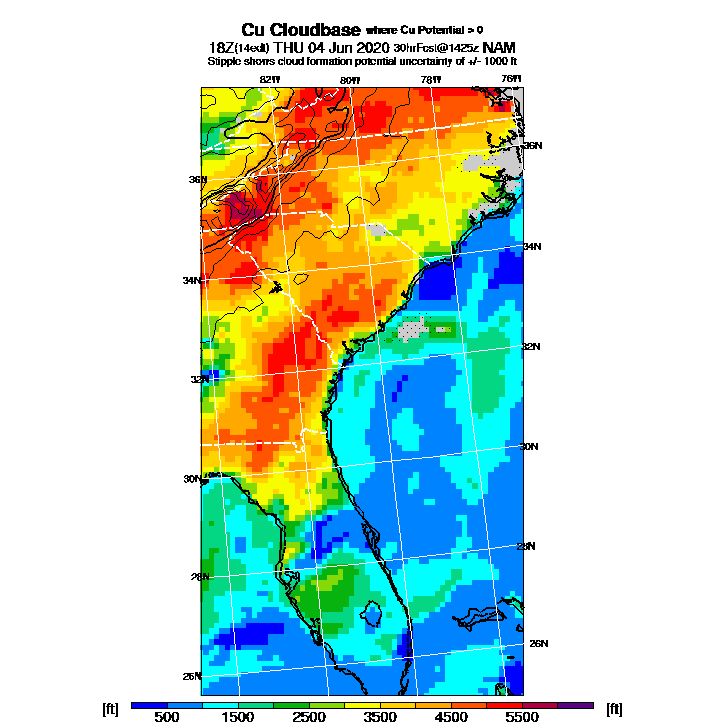 Cu Cloudbase where Cu Potential > 0
18Z(14edt) THU 04 Jun 2020 30hrFcst@1425z NAM
Stipple shows cloud formation potential uncertainty of +/- 1000 ft
82W 80W 78W 76W
36N
36N
34N
34N
32N
32N
30N
30N
28N
28N
26N
26N
[ft] [ft]
500 1500 2500 3500 4500 5500